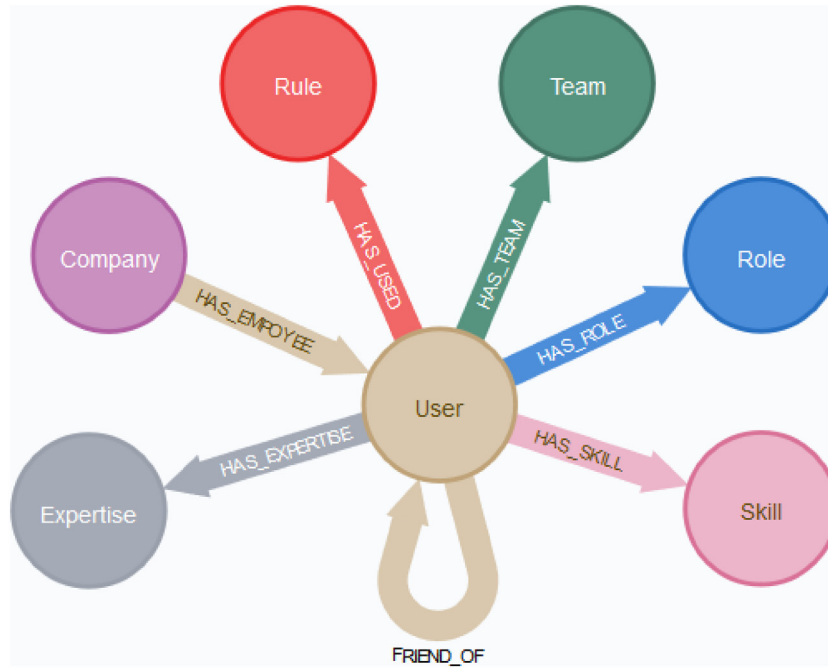 Rule
Team
Company
HAS_USED
HAS_TEAM
Role
HAS_EMPOYEE
HAS_ROLE
User
HAS_EXPERTISE
HAS_SKILL
Expertise
Skill
FRIEND_OF